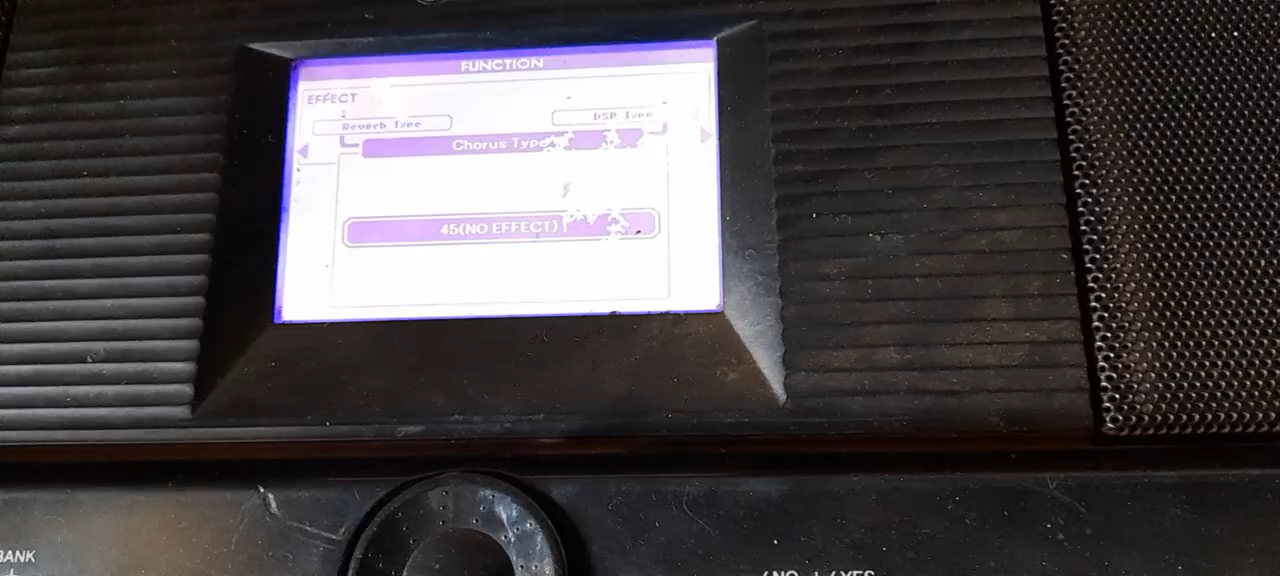 FUNCTION
EFFECT
Reverb Type
DSP Type
Chorus Type
45(NO EFFECT)
BANK